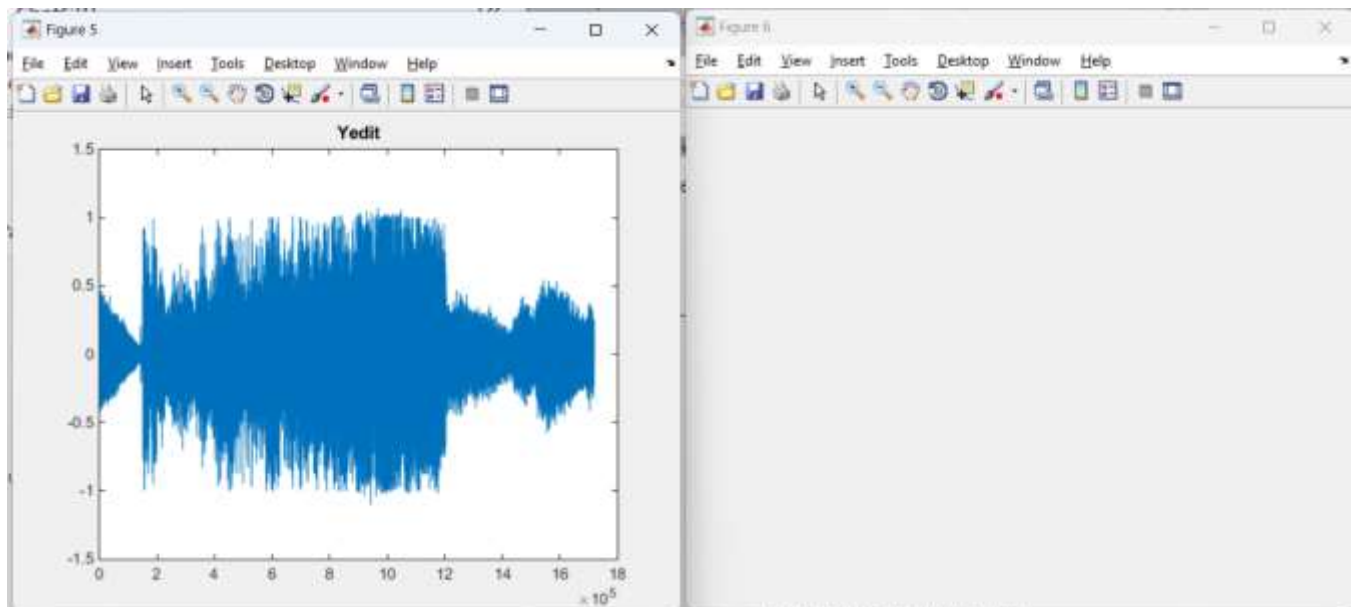 Figure 5
File Edit View Insert Tools Desktop Window Help
Yedit
1.5
1
0.5
0
-0.5
-1
-1.5
0 2 4 6 8 10 12 14 16 18
×10^5
Figure 6
File Edit View Insert Tools Desktop Window Help